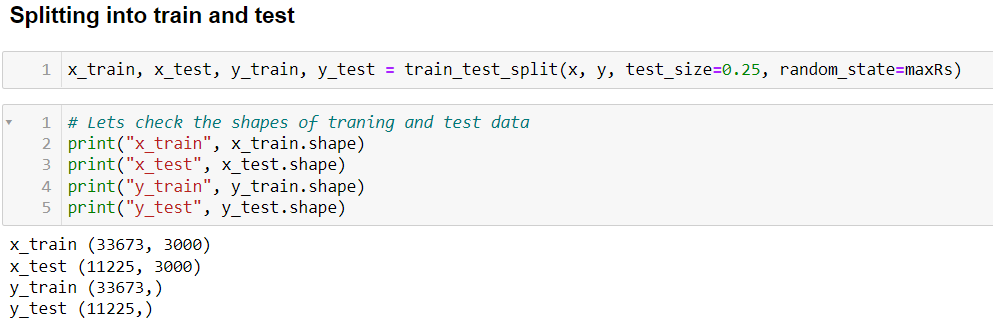 Splitting into train and test
1 x_train, x_test, y_train, y_test = train_test_split(x, y, test_size=0.25, random_state=maxRs)
1 # Lets check the shapes of traning and test data
2 print("x_train", x_train.shape)
3 print("x_test", x_test.shape)
4 print("y_train", y_train.shape)
5 print("y_test", y_test.shape)
x_train (33673, 3000)
x_test (11225, 3000)
y_train (33673,)
y_test (11225,)